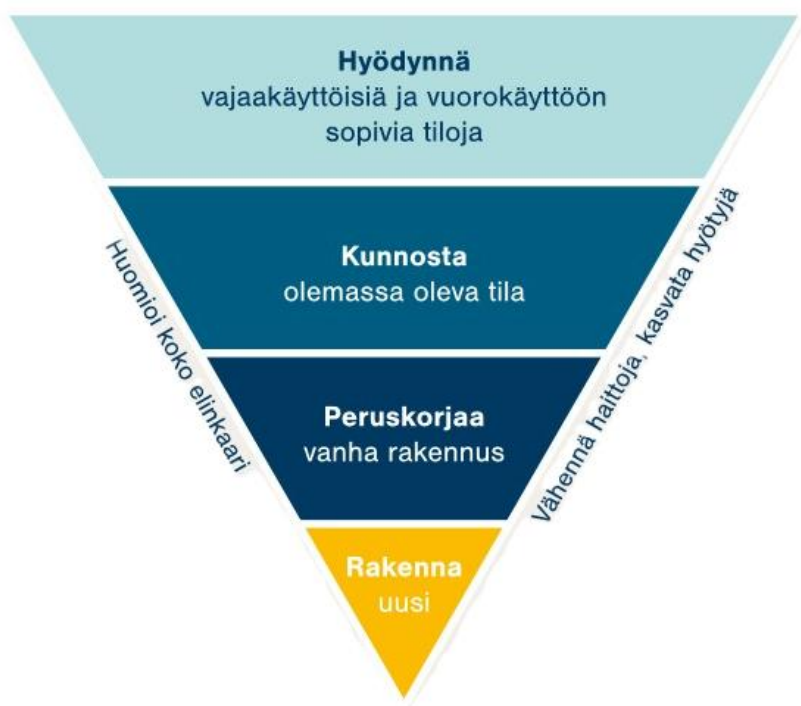 Hyödynnä
vajaakäyttöisiä ja vuorokäyttöön
sopivia tiloja
Kunnosta
olemassa oleva tila
Peruskorjaa
vanha rakennus
Rakenna
uusi
Huomioi koko elinkaari
Vähennä haittoja, kasvata hyötyjä